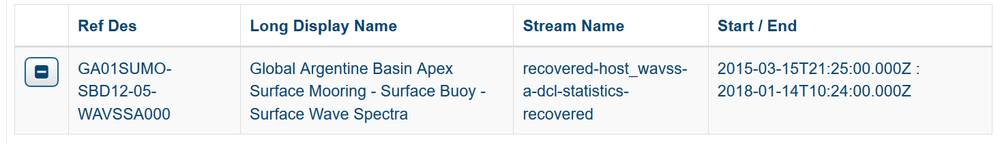 Ref Des
Long Display Name
Stream Name
Start / End
GA01SUMO-
SBD12-05-
WAVSSA000
Global Argentine Basin Apex
Surface Mooring - Surface Buoy -
Surface Wave Spectra
recovered-host_wavss-
a-dcl-statistics-
recovered
2015-03-15T21:25:00.000Z :
2018-01-14T10:24:00.000Z